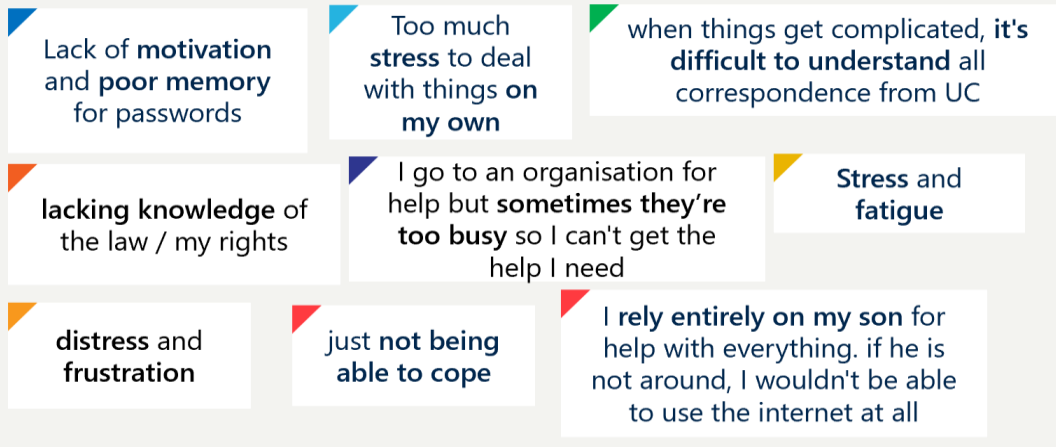 Lack of motivation
and poor memory
for passwords
Too much
stress to deal
with things on
my own
when things get complicated, it's
difficult to understand all
correspondence from UC
lacking knowledge of
the law / my rights
I go to an organisation for
help but sometimes they’re
too busy so I can't get the
help I need
Stress and
fatigue
distress and
frustration
just not being
able to cope
I rely entirely on my son for
help with everything. if he is
not around, I wouldn't be able
to use the internet at all